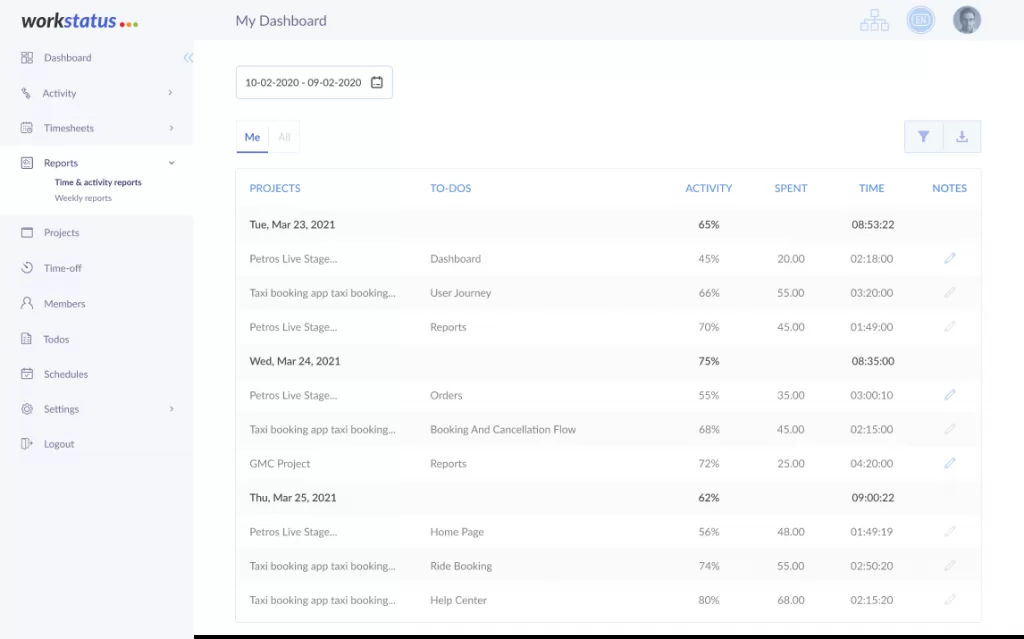 workstatus
My Dashboard
EN
Dashboard
Activity
Timesheets
Reports
Time & activity reports
Weekly reports
Projects
Time-off
Members
Todos
Schedules
Settings
Logout
10-02-2020 - 09-02-2020
Me All
PROJECTS TO-DOS ACTIVITY SPENT TIME NOTES
Tue, Mar 23, 2021 65% 08:53:22
Petros Live Stage... Dashboard 45% 20.00 02:18:00
Taxi booking app taxi booking... User Journey 66% 55.00 03:20:00
Petros Live Stage... Reports 70% 45.00 01:49:00
Wed, Mar 24, 2021 75% 08:35:00
Petros Live Stage... Orders 55% 35.00 03:00:10
Taxi booking app taxi booking... Booking And Cancellation Flow 68% 45.00 02:15:00
GMC Project Reports 72% 25.00 04:20:00
Thu, Mar 25, 2021 62% 09:00:22
Petros Live Stage... Home Page 56% 48.00 01:49:19
Taxi booking app taxi booking... Ride Booking 74% 55.00 02:50:20
Taxi booking app taxi booking... Help Center 80% 68.00 02:15:20